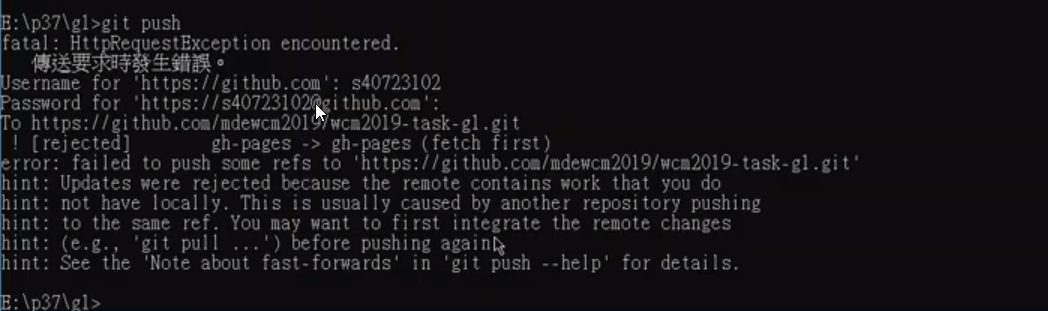 E:\p37\g1>git push
fatal: HttpRequestException encountered.
傳送要求時發生錯誤。
Username for 'https://github.com': s40723102
Password for 'https://s40723102@github.com':
To https://github.com/mdewcm2019/wcm2019-task-g1.git
! [rejected] gh-pages -> gh-pages (fetch first)
error: failed to push some refs to 'https://github.com/mdewcm2019/wcm2019-task-g1.git'
hint: Updates were rejected because the remote contains work that you do
hint: not have locally. This is usually caused by another repository pushing
hint: to the same ref. You may want to first integrate the remote changes
hint: (e.g., 'git pull ...') before pushing again.
hint: See the 'Note about fast-forwards' in 'git push --help' for details.
E:\p37\g1>